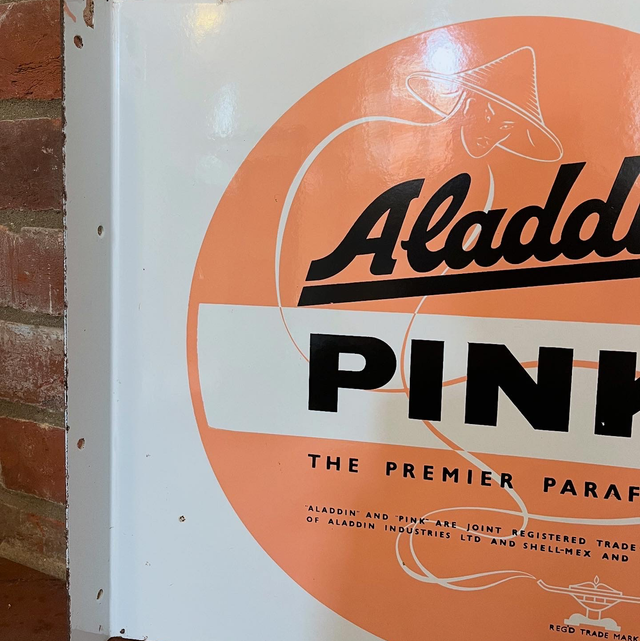 Aladdi
PINK
THE PREMIER PARAF
"ALADDIN" AND "PINK" ARE JOINT REGISTERED TRADE
OF ALADDIN INDUSTRIES LTD AND SHELL-MEX AND
REGD TRADE MARK